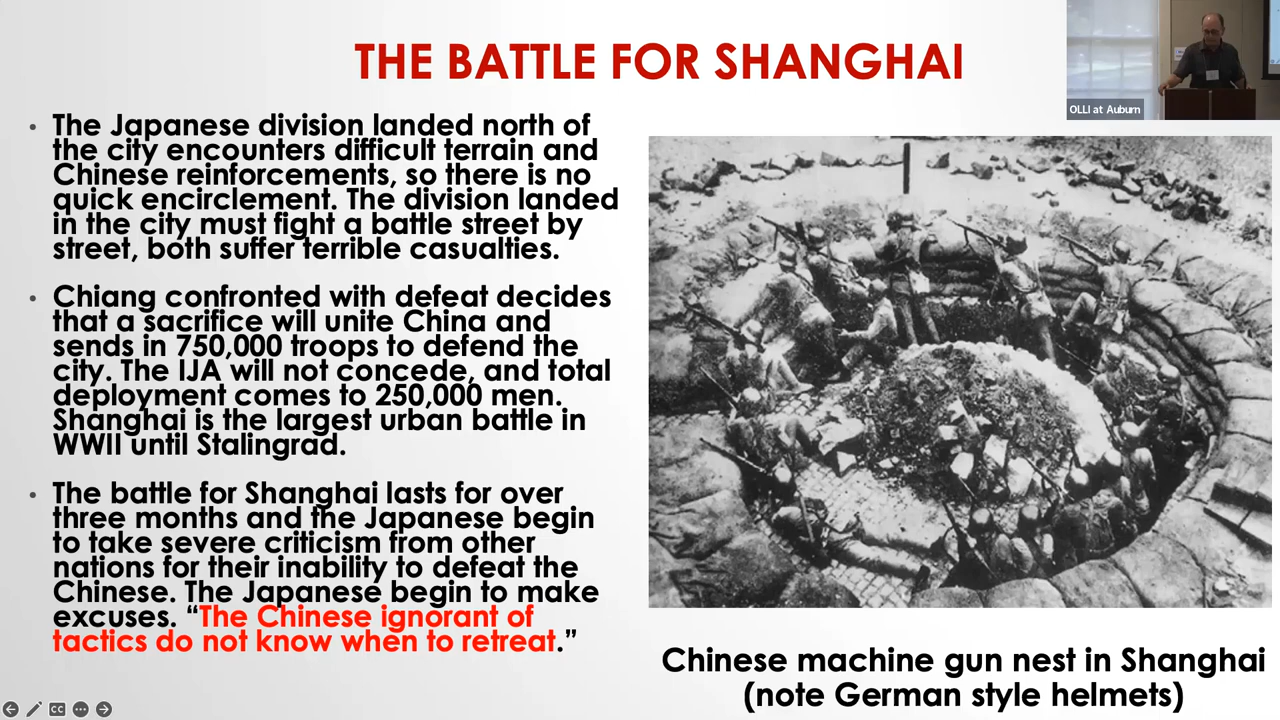 THE BATTLE FOR SHANGHAI
OLLI at Auburn
• The Japanese division landed north of
the city encounters difficult terrain and
Chinese reinforcements, so there is no
quick encirclement. The division landed
in the city must fight a battle street by
street, both suffer terrible casualties.
• Chiang confronted with defeat decides
that a sacrifice will unite China and
sends in 750,000 troops to defend the
city. The IJA will not concede, and total
deployment comes to 250,000 men.
Shanghai is the largest urban battle in
WWII until Stalingrad.
• The battle for Shanghai lasts for over
three months and the Japanese begin
to take severe criticism from other
nations for their inability to defeat the
Chinese. The Japanese begin to make
excuses. “The Chinese ignorant of
tactics do not know when to retreat.”
Chinese machine gun nest in Shanghai
(note German style helmets)
CC